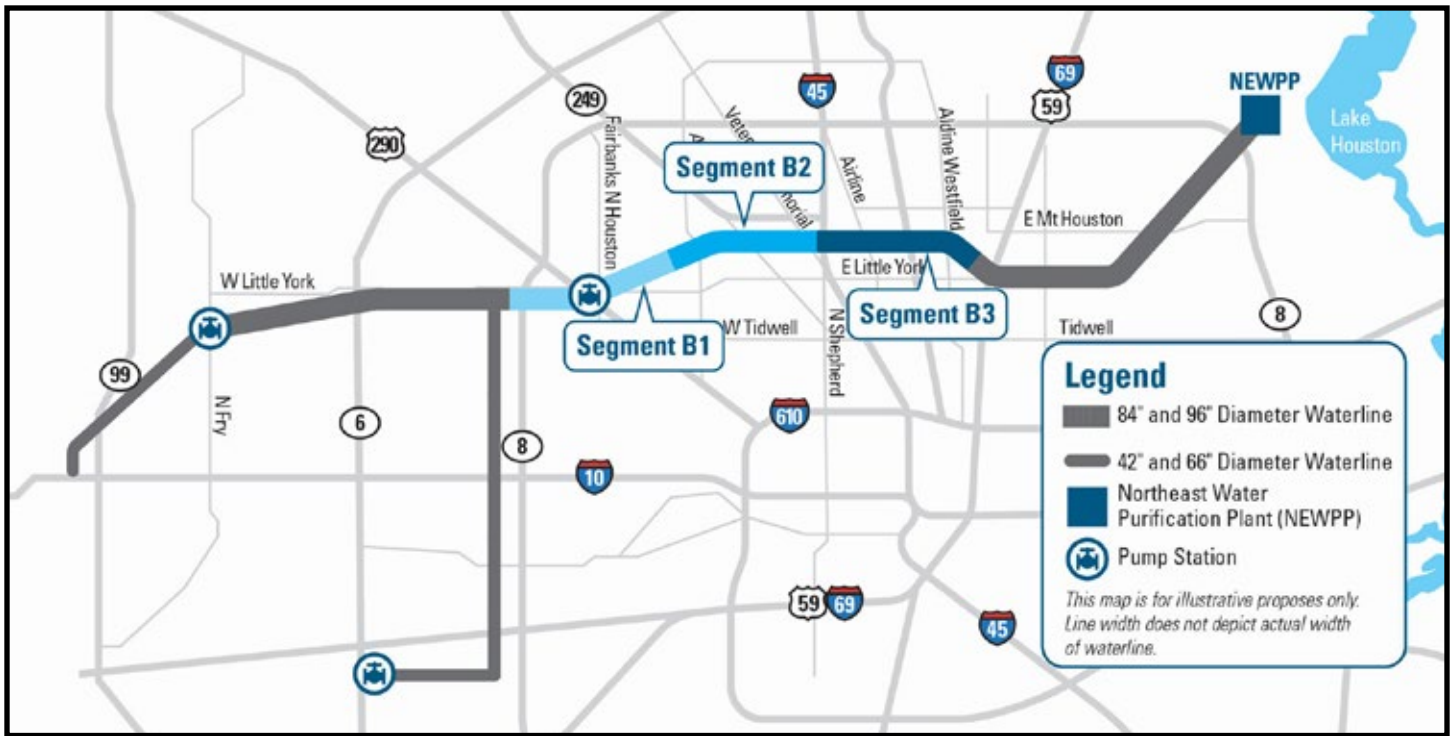 NEWPP
Lake
Houston
69
59
45
249
290
Fairbanks N Houston
Segment B2
Airline
Aldine Westfield
E Mt Houston
W Little York
E Little York
Segment B1
W Tidwell
Segment B3
Tidwell
8
N Shepherd
99
N Fry
6
8
610
10
59
69
45
Legend
84" and 96" Diameter Waterline
42" and 66" Diameter Waterline
Northeast Water
Purification Plant (NEWPP)
Pump Station
This map is for illustrative proposes only.
Line width does not depict actual width
of waterline.